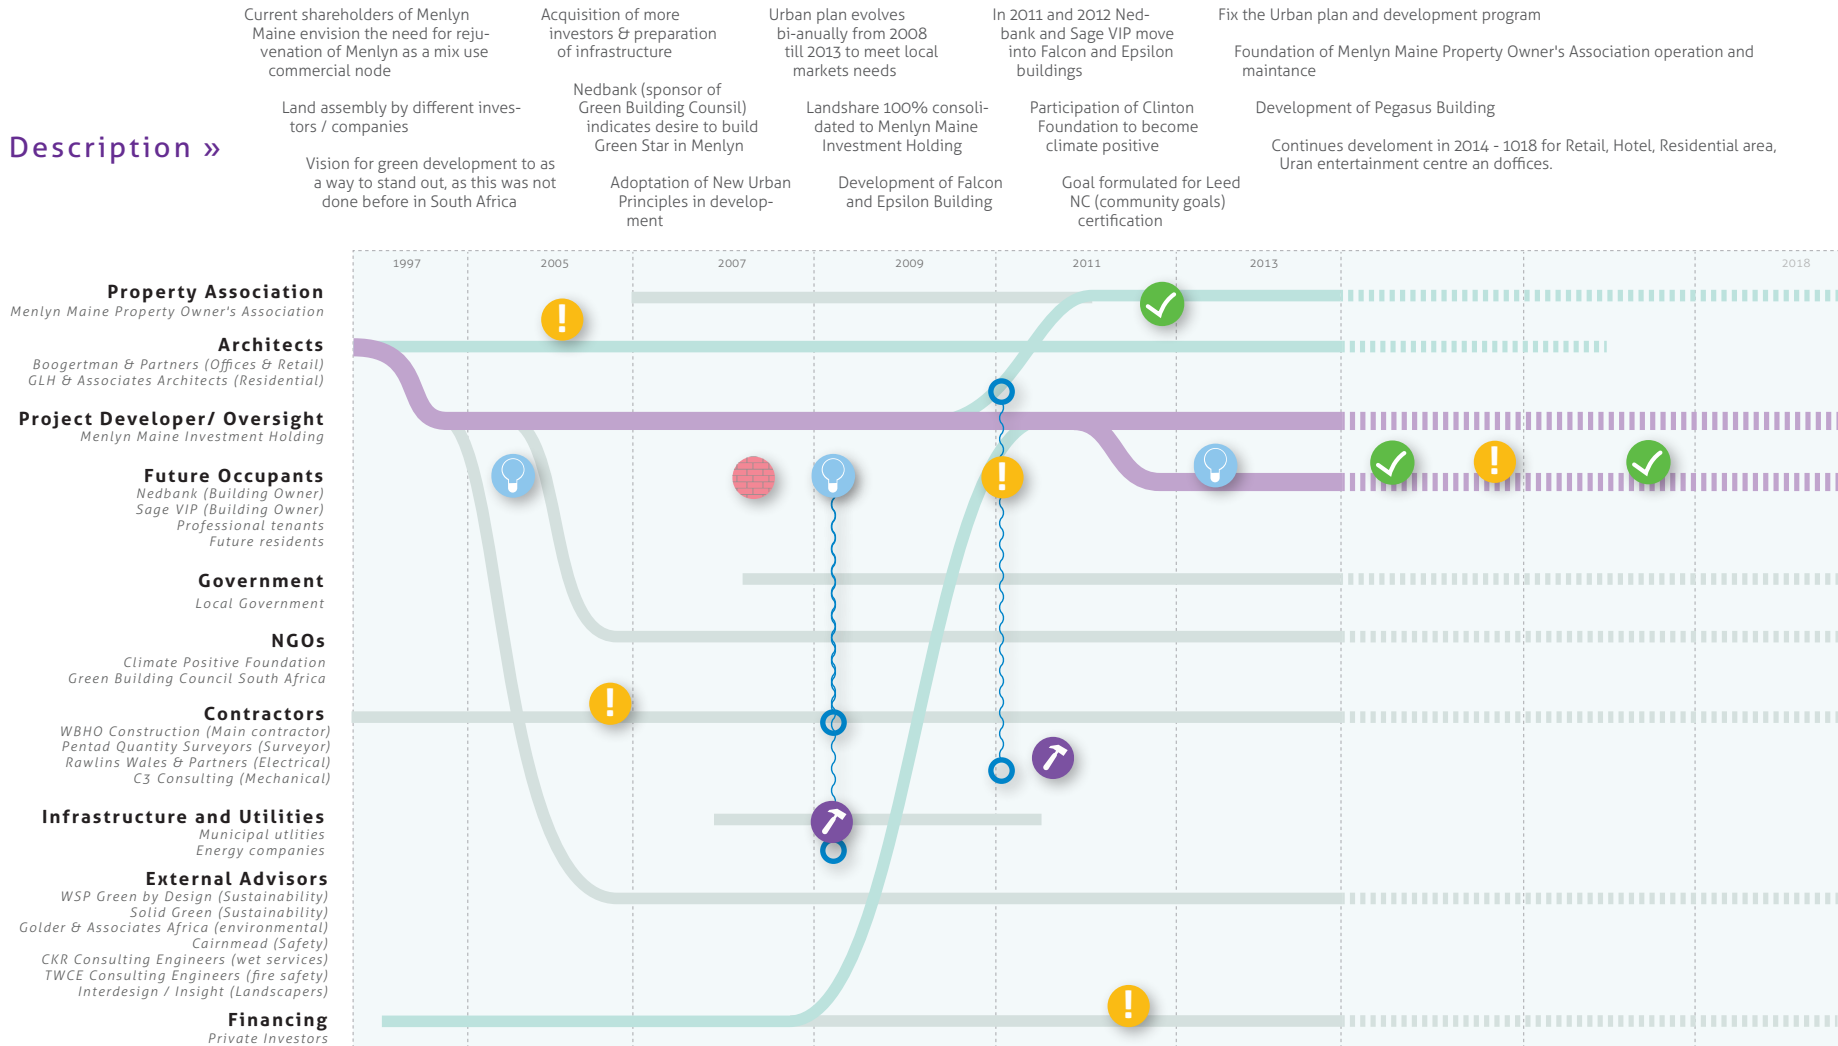 Current shareholders of Menlyn
Maine envision the need for reju-
venation of Menlyn as a mix use
commercial node
Land assembly by different inves-
tors / companies
Vision for green development to as
a way to stand out, as this was not
done before in South Africa
Acquisition of more
investors & preparation
of infrastructure
Nedbank (sponsor of
Green Building Counsil)
indicates desire to build
Green Star in Menlyn
Adoptation of New Urban
Principles in develop-
ment
Urban plan evolves
bi-anually from 2008
till 2013 to meet local
markets needs
Landshare 100% consoli-
dated to Menlyn Maine
Investment Holding
Development of Falcon
and Epsilon Building
In 2011 and 2012 Ned-
bank and Sage VIP move
into Falcon and Epsilon
buildings
Participation of Clinton
Foundation to become
climate positive
Goal formulated for Leed
NC (community goals)
certification
Fix the Urban plan and development program
Foundation of Menlyn Maine Property Owner's Association operation and
maintance
Development of Pegasus Building
Continues develoment in 2014 - 1018 for Retail, Hotel, Residential area,
Uran entertainment centre an doffices.
Description »
1997 2005 2007 2009 2011 2013 2018
Property Association
Menlyn Maine Property Owner's Association
Architects
Boogertman & Partners (Offices & Retail)
GLH & Associates Architects (Residential)
Project Developer/ Oversight
Menlyn Maine Investment Holding
Future Occupants
Nedbank (Building Owner)
Sage VIP (Building Owner)
Professional tenants
Future residents
Government
Local Government
NGOs
Climate Positive Foundation
Green Building Council South Africa
Contractors
WBHO Construction (Main contractor)
Pentad Quantity Surveyors (Surveyor)
Rawlins Wales & Partners (Electrical)
C3 Consulting (Mechanical)
Infrastructure and Utilities
Municipal utlities
Energy companies
External Advisors
WSP Green by Design (Sustainability)
Solid Green (Sustainability)
Golder & Associates Africa (environmental)
Cairnmead (Safety)
CKR Consulting Engineers (wet services)
TWCE Consulting Engineers (fire safety)
Interdesign / Insight (Landscapers)
Financing
Private Investors